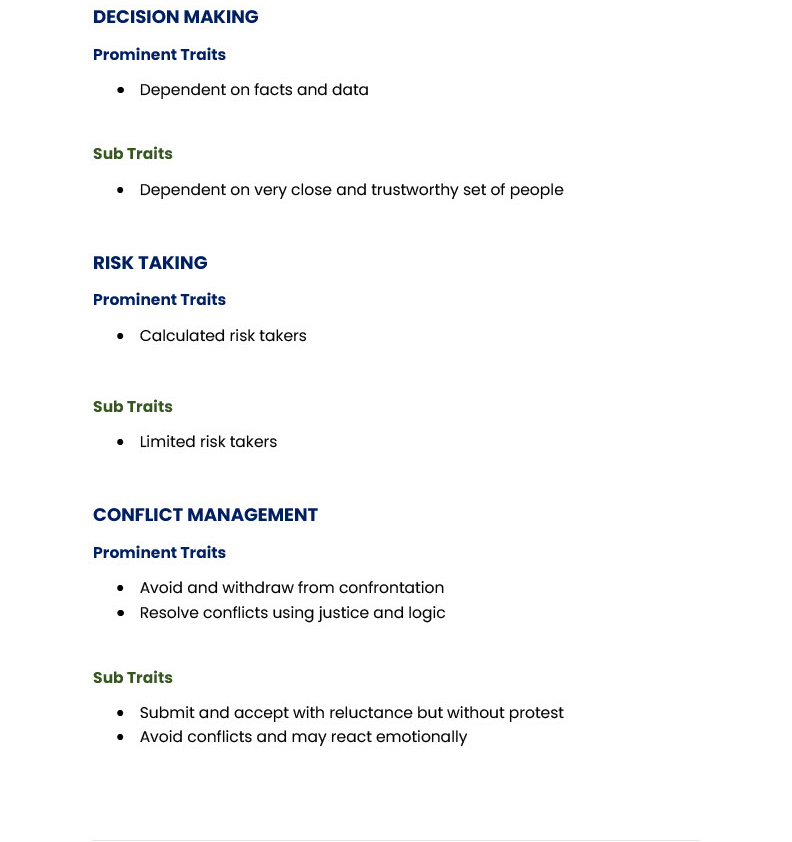 DECISION MAKING
Prominent Traits
• Dependent on facts and data
Sub Traits
• Dependent on very close and trustworthy set of people
RISK TAKING
Prominent Traits
• Calculated risk takers
Sub Traits
• Limited risk takers
CONFLICT MANAGEMENT
Prominent Traits
• Avoid and withdraw from confrontation
• Resolve conflicts using justice and logic
Sub Traits
• Submit and accept with reluctance but without protest
• Avoid conflicts and may react emotionally